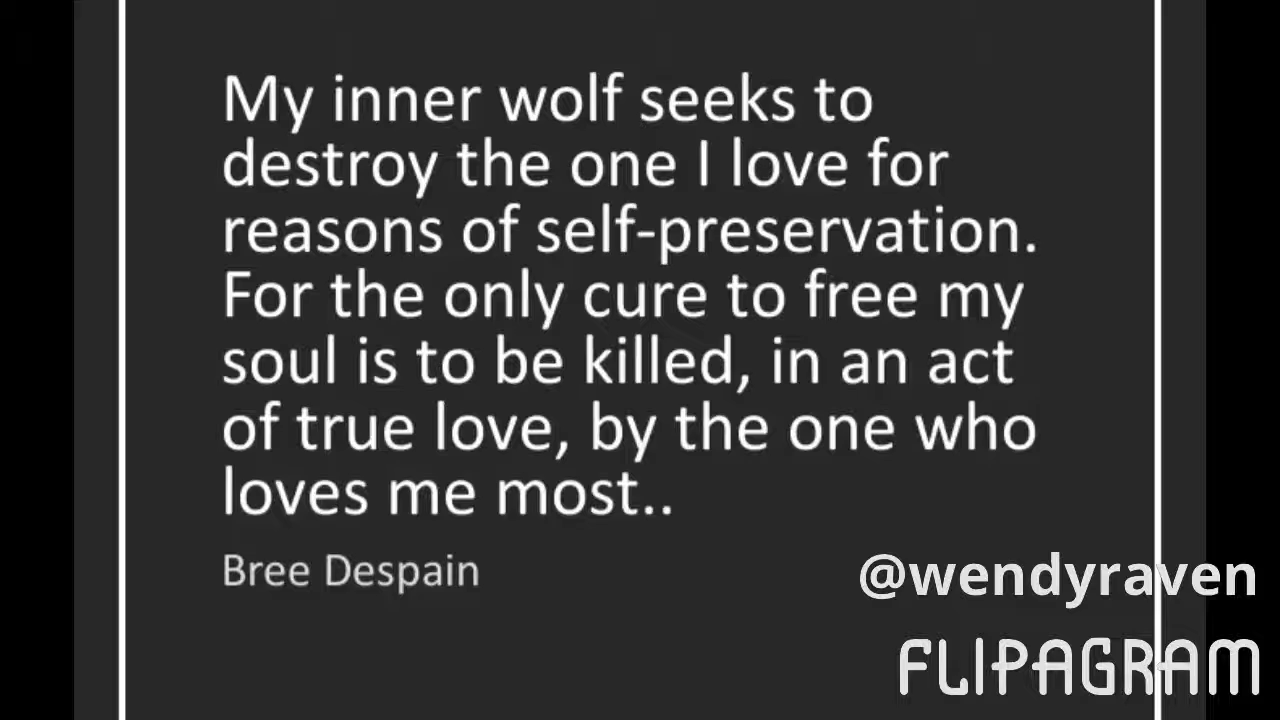 My inner wolf seeks to
destroy the one I love for
reasons of self-preservation.
For the only cure to free my
soul is to be killed, in an act
of true love, by the one who
loves me most..
Bree Despain
@wendyraven
FLIPAGRAM